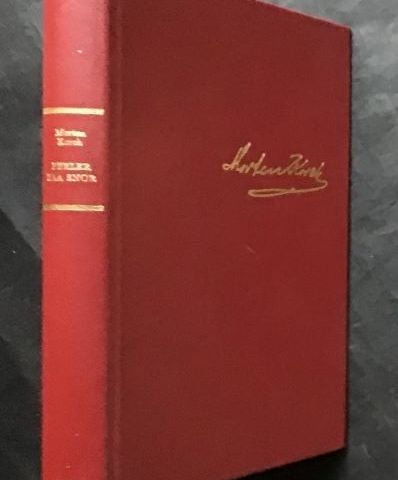 Morten
Korch
PERLER
PAA SNOR
Morten Korch